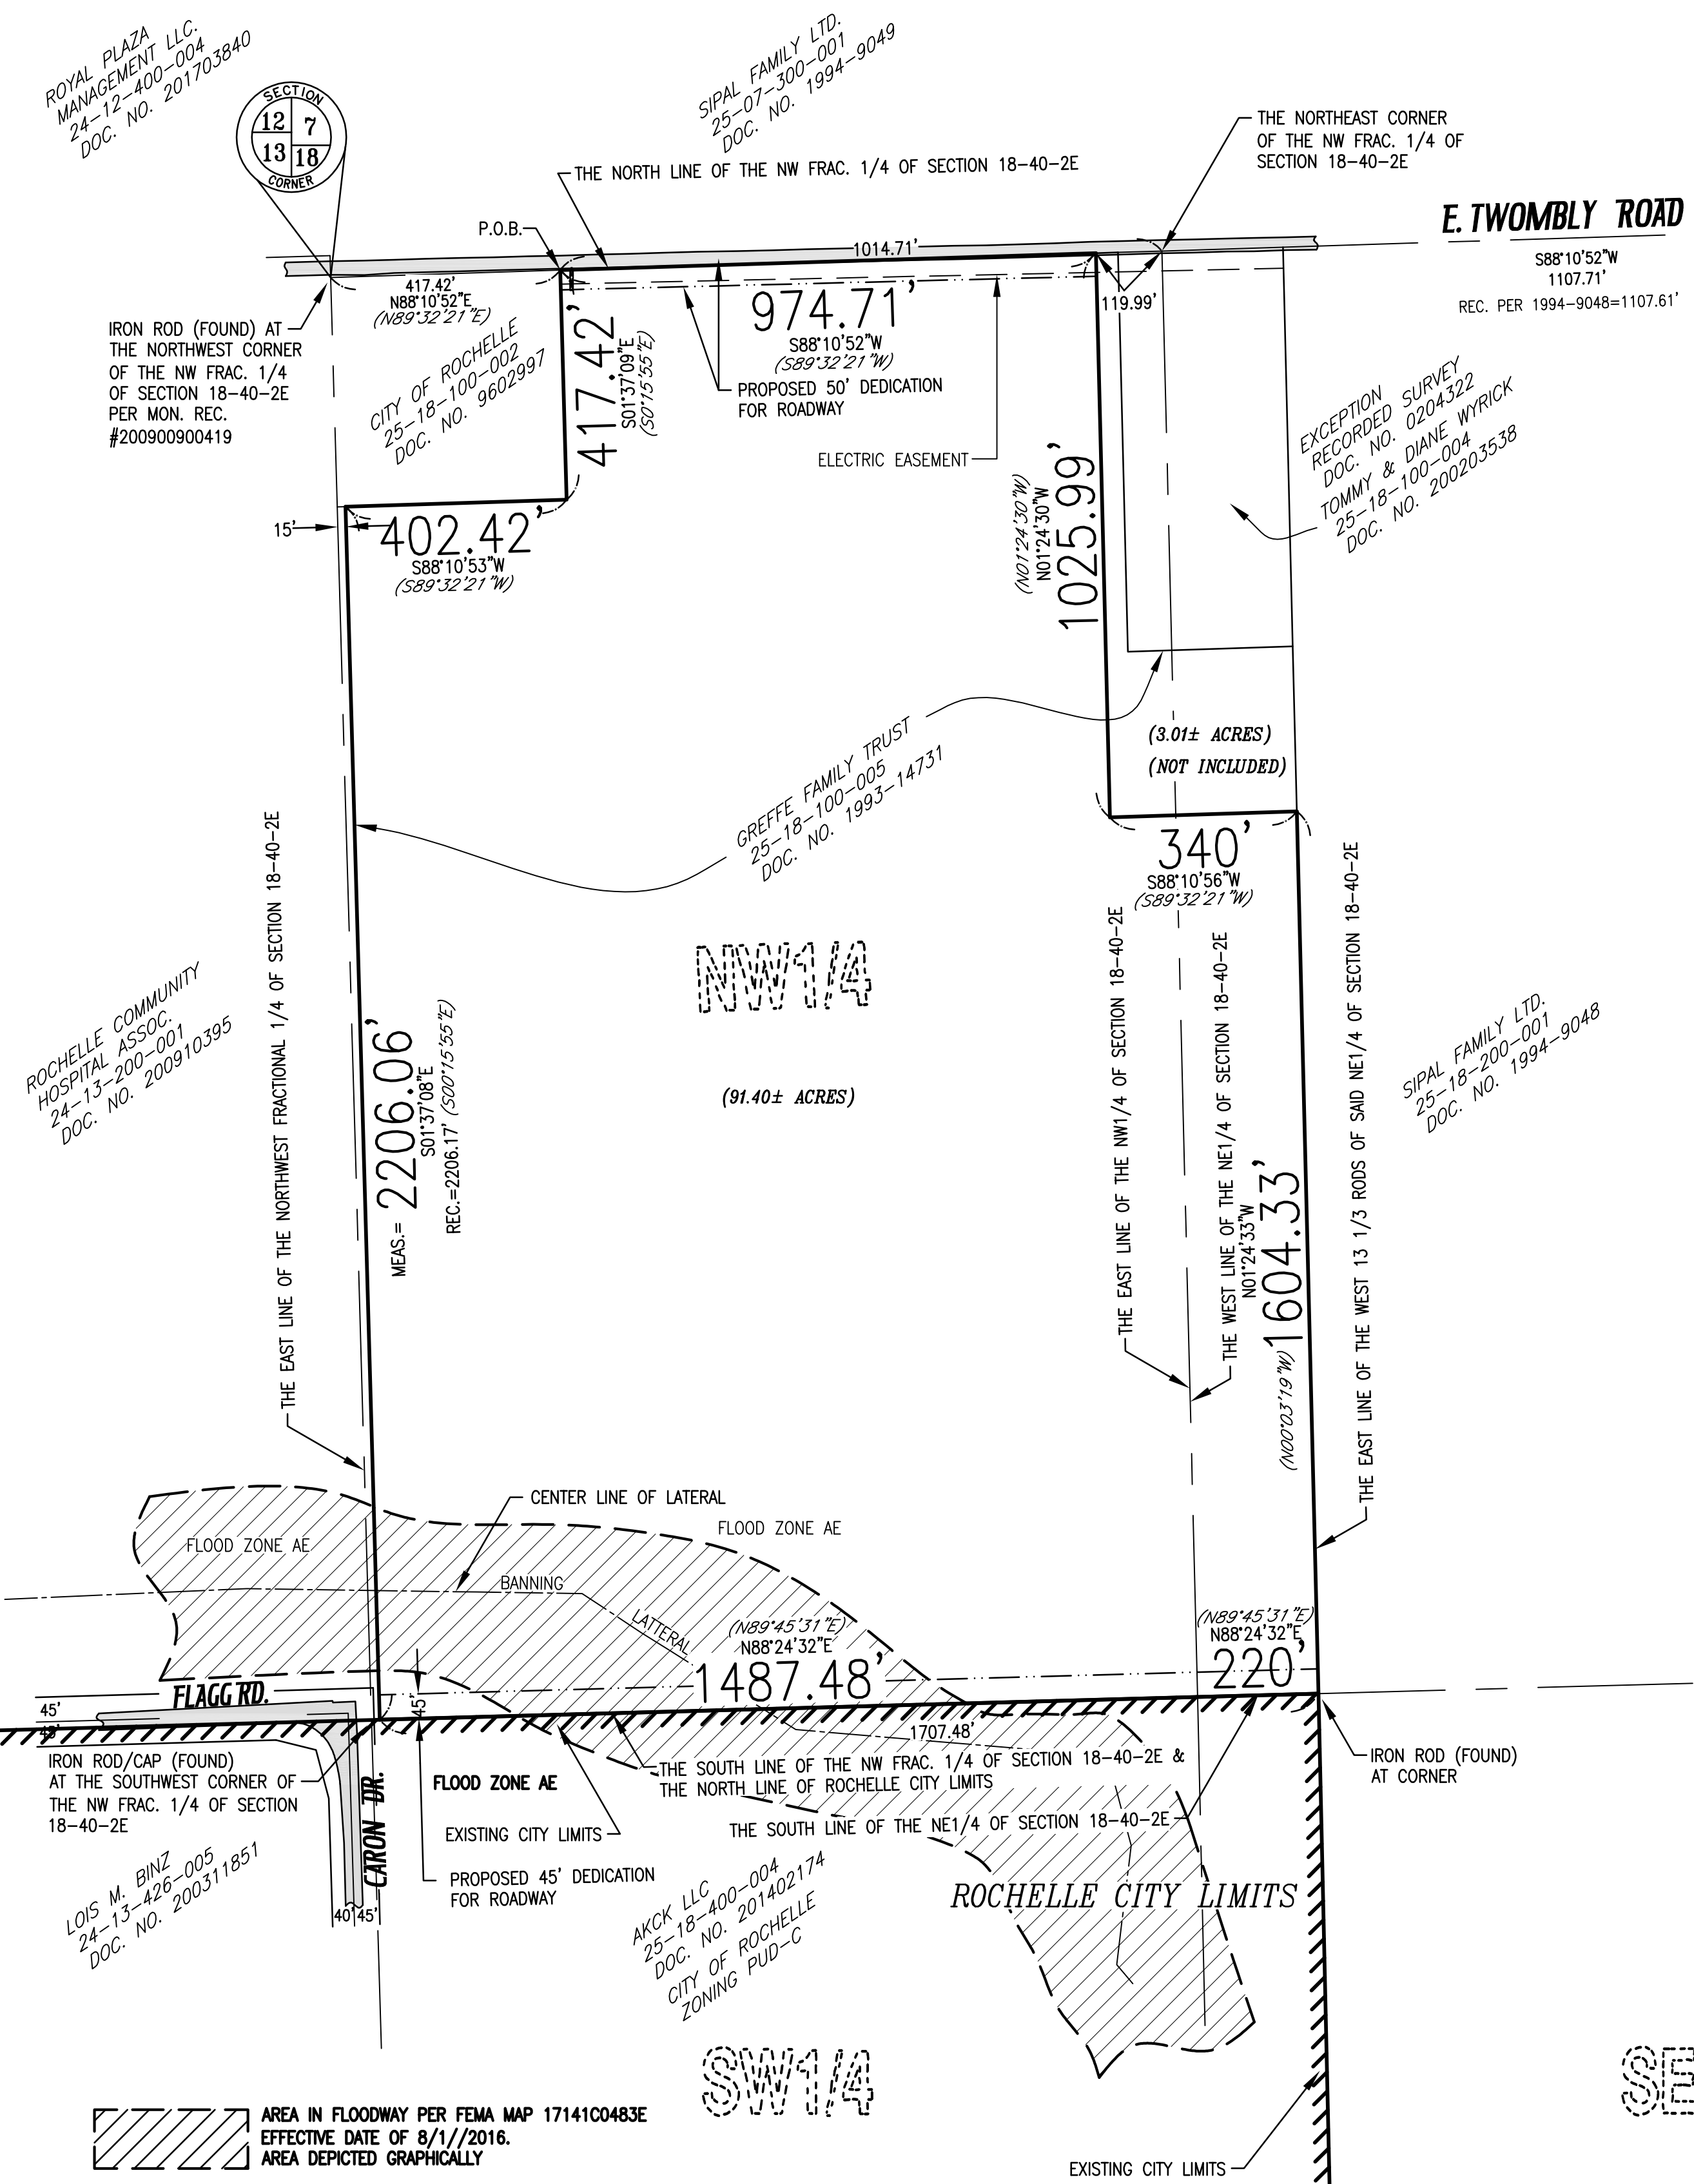 ROYAL PLAZA
MANAGEMENT LLC.
24-12-400-004
DOC. NO. 201703840
SECTION
12 7
13 18
CORNER
SIPAL FAMILY LTD.
25-07-300-001
DOC. NO. 1994-9049
THE NORTH LINE OF THE NW FRAC. 1/4 OF SECTION 18-40-2E
THE NORTHEAST CORNER
OF THE NW FRAC. 1/4 OF
SECTION 18-40-2E
E. TWOMBLY ROAD
S88°10'52"W
1107.71'
REC. PER 1994-9048=1107.61'
P.O.B.
1014.71'
417.42'
N88°10'52"E
(N89°32'21"E)
119.99'
974.71'
S88°10'52"W
(S89°32'21"W)
PROPOSED 50' DEDICATION
FOR ROADWAY
ELECTRIC EASEMENT
IRON ROD (FOUND) AT
THE NORTHWEST CORNER
OF THE NW FRAC. 1/4
OF SECTION 18-40-2E
PER MON. REC.
#200900900419
CITY OF ROCHELLE
25-18-100-002
DOC. NO. 9602997
417.42'
S01°37'09"E
(S0°15'55"E)
EXCEPTION
RECORDED SURVEY
DOC. NO. 0204322
TOMMY & DIANE WYRICK
25-18-100-004
DOC. NO. 200203538
15'
402.42'
S88°10'53"W
(S89°32'21"W)
(N01°24'30"W)
N01°24'30"W
1025.99'
(3.01± ACRES)
(NOT INCLUDED)
GREFFE FAMILY TRUST
25-18-100-005
DOC. NO. 1993-14731
340'
S88°10'56"W
(S89°32'21"W)
THE EAST LINE OF THE NORTHWEST FRACTIONAL 1/4 OF SECTION 18-40-2E
NW1/4
(91.40± ACRES)
ROCHELLE COMMUNITY
HOSPITAL ASSOC.
24-13-200-001
DOC. NO. 200910395
MEAS.= 2206.06'
S01°37'08"E
REC.=2206.17' (S00°15'55"E)
THE EAST LINE OF THE NW1/4 OF SECTION 18-40-2E
THE WEST LINE OF THE NE1/4 OF SECTION 18-40-2E
N01°24'33"W
1604.33'
(N00°03'19"W)
THE EAST LINE OF THE WEST 13 1/3 RODS OF SAID NE1/4 OF SECTION 18-40-2E
SIPAL FAMILY LTD.
25-18-200-001
DOC. NO. 1994-9048
CENTER LINE OF LATERAL
FLOOD ZONE AE
FLOOD ZONE AE
BANNING
LATTERAL
(N89°45'31"E)
N88°24'32"E
1487.48'
(N89°45'31"E)
N88°24'32"E
220'
FLAGG RD.
45'
45'
45'
1707.48'
IRON ROD/CAP (FOUND)
AT THE SOUTHWEST CORNER OF
THE NW FRAC. 1/4 OF SECTION
18-40-2E
CARON DR.
40'
45'
FLOOD ZONE AE
EXISTING CITY LIMITS
PROPOSED 45' DEDICATION
FOR ROADWAY
THE SOUTH LINE OF THE NW FRAC. 1/4 OF SECTION 18-40-2E &
THE NORTH LINE OF ROCHELLE CITY LIMITS
THE SOUTH LINE OF THE NE1/4 OF SECTION 18-40-2E
IRON ROD (FOUND)
AT CORNER
LOIS M. BINZ
24-13-426-005
DOC. NO. 200311851
AKCK LLC
25-18-400-004
DOC. NO. 201402174
CITY OF ROCHELLE
ZONING PUD-C
ROCHELLE CITY LIMITS
SW1/4
SE
AREA IN FLOODWAY PER FEMA MAP 17141C0483E
EFFECTIVE DATE OF 8/1//2016.
AREA DEPICTED GRAPHICALLY
EXISTING CITY LIMITS